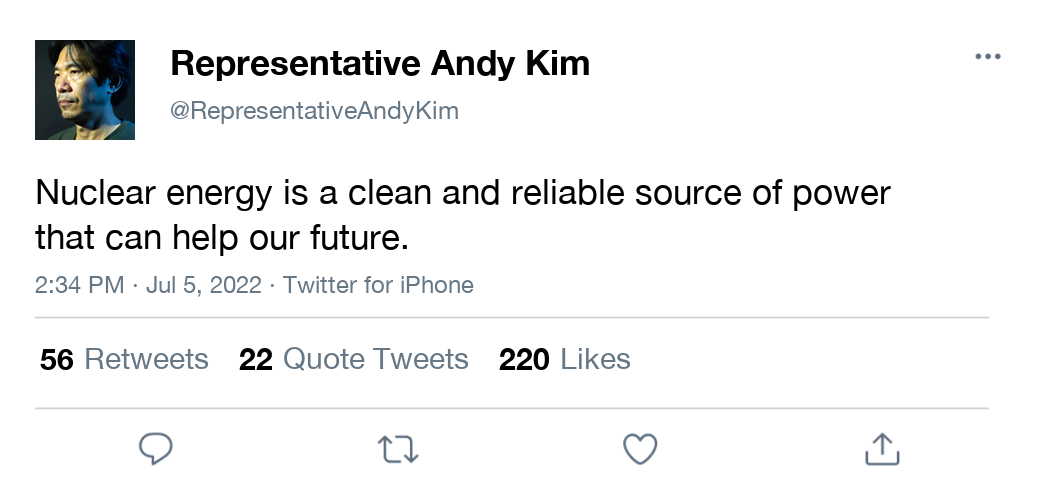 Representative Andy Kim
@RepresentativeAndyKim
Nuclear energy is a clean and reliable source of power
that can help our future.
2:34 PM · Jul 5, 2022 · Twitter for iPhone
56 Retweets 22 Quote Tweets 220 Likes